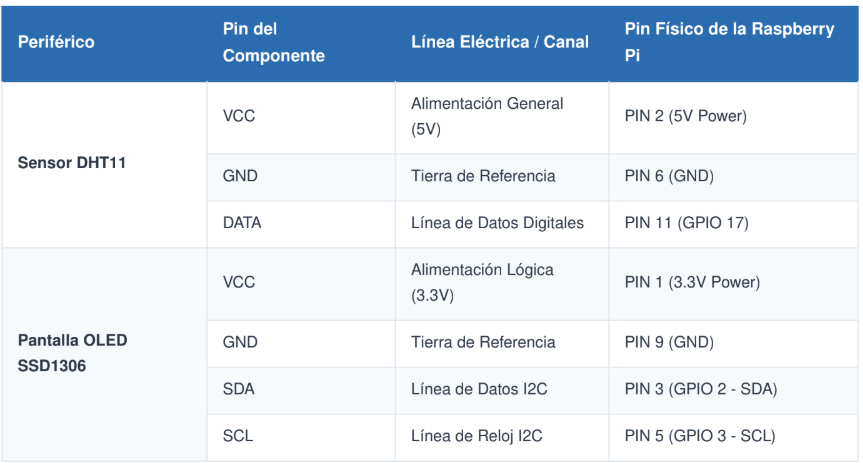 Periférico
Pin del
Componente
Línea Eléctrica / Canal
Pin Físico de la Raspberry
Pi
Sensor DHT11
VCC
Alimentación General
(5V)
PIN 2 (5V Power)
GND
Tierra de Referencia
PIN 6 (GND)
DATA
Línea de Datos Digitales
PIN 11 (GPIO 17)
Pantalla OLED
SSD1306
VCC
Alimentación Lógica
(3.3V)
PIN 1 (3.3V Power)
GND
Tierra de Referencia
PIN 9 (GND)
SDA
Línea de Datos I2C
PIN 3 (GPIO 2 - SDA)
SCL
Línea de Reloj I2C
PIN 5 (GPIO 3 - SCL)